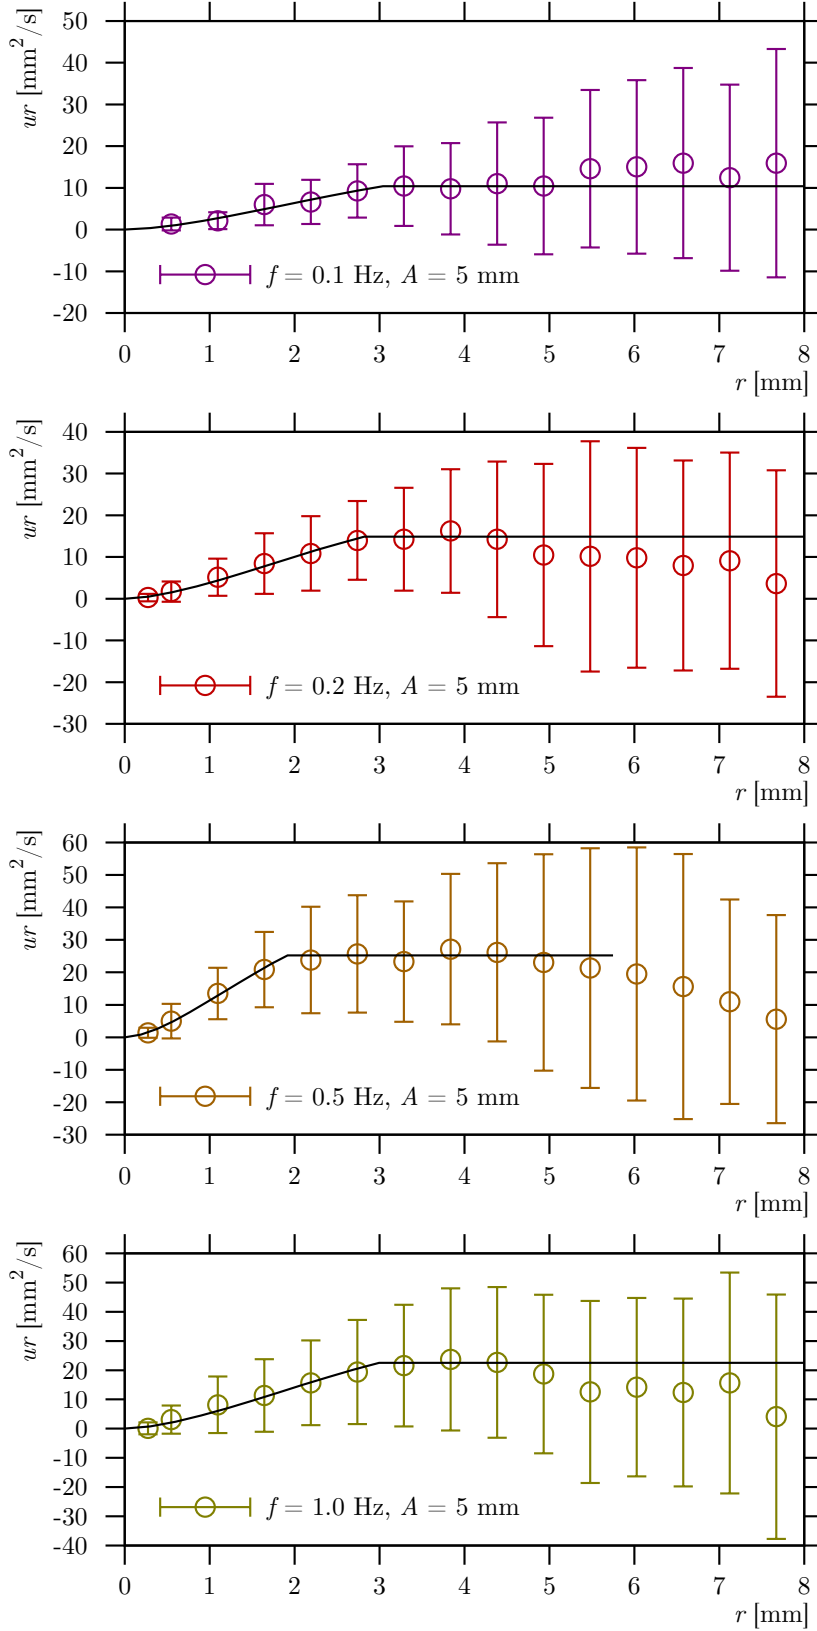 ur [mm²/s]
50
40
30
20
10
0
-10
-20
f = 0.1 Hz, A = 5 mm
0 1 2 3 4 5 6 7 8
r [mm]
ur [mm²/s]
40
30
20
10
0
-10
-20
-30
f = 0.2 Hz, A = 5 mm
0 1 2 3 4 5 6 7 8
r [mm]
ur [mm²/s]
60
50
40
30
20
10
0
-10
-20
-30
f = 0.5 Hz, A = 5 mm
0 1 2 3 4 5 6 7 8
r [mm]
ur [mm²/s]
60
50
40
30
20
10
0
-10
-20
-30
-40
f = 1.0 Hz, A = 5 mm
0 1 2 3 4 5 6 7 8
r [mm]